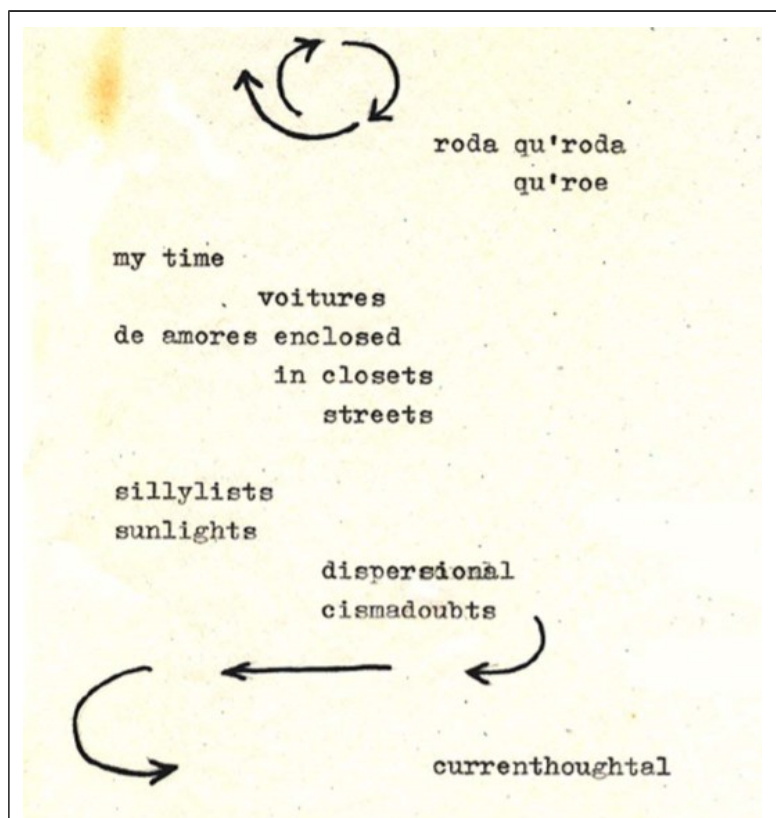 roda qu'roda
qu'roe
my time
voitures
de amores enclosed
in closets
streets
sillylists
sunlights
dispersional
cismadoubts
currenthoughtal